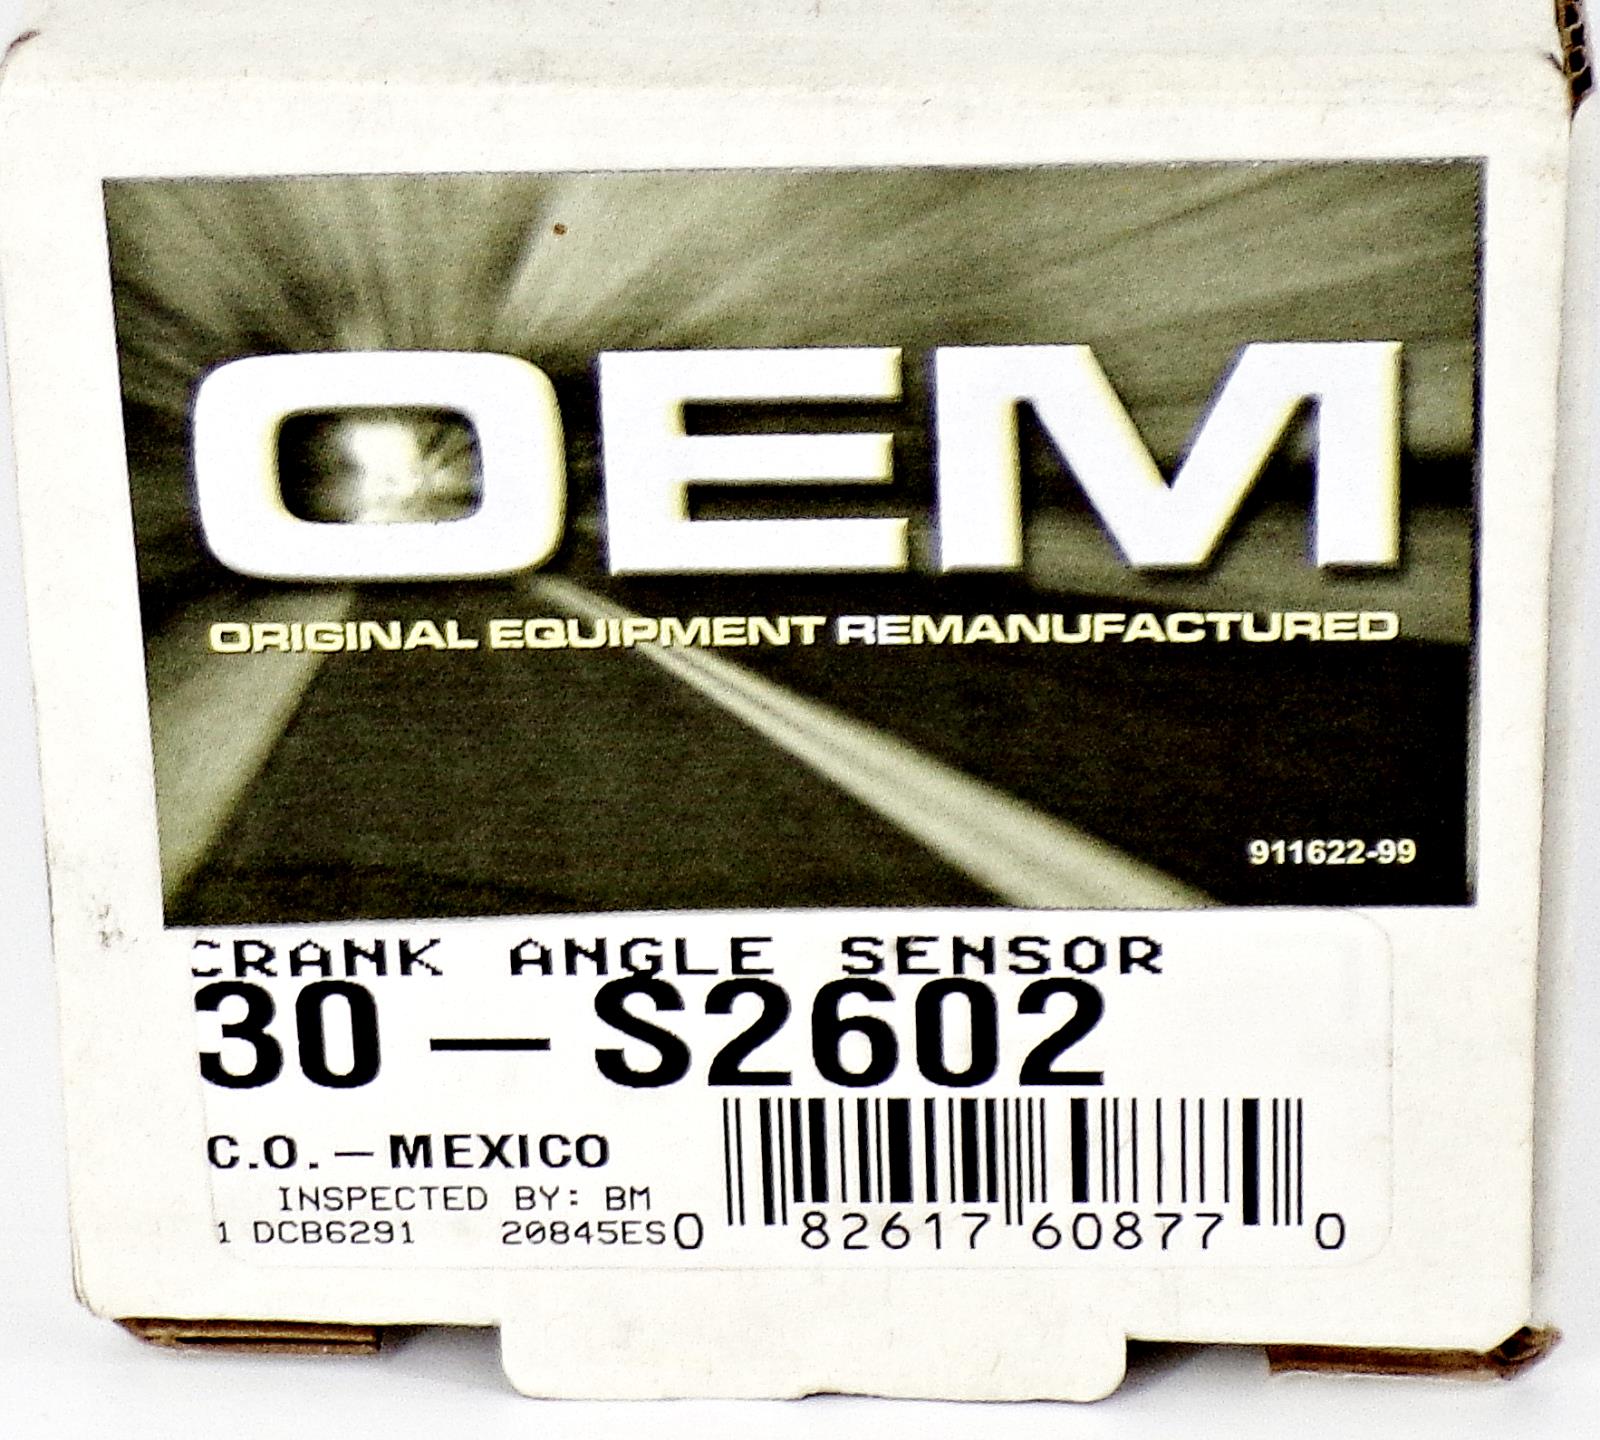 OEM
ORIGINAL EQUIPMENT REMANUFACTURED
911622-99
CRANK ANGLE SENSOR
30-S2602
C.O.-MEXICO
INSPECTED BY: BM
1 DCB6291 20845ES
0 82617 60877 0